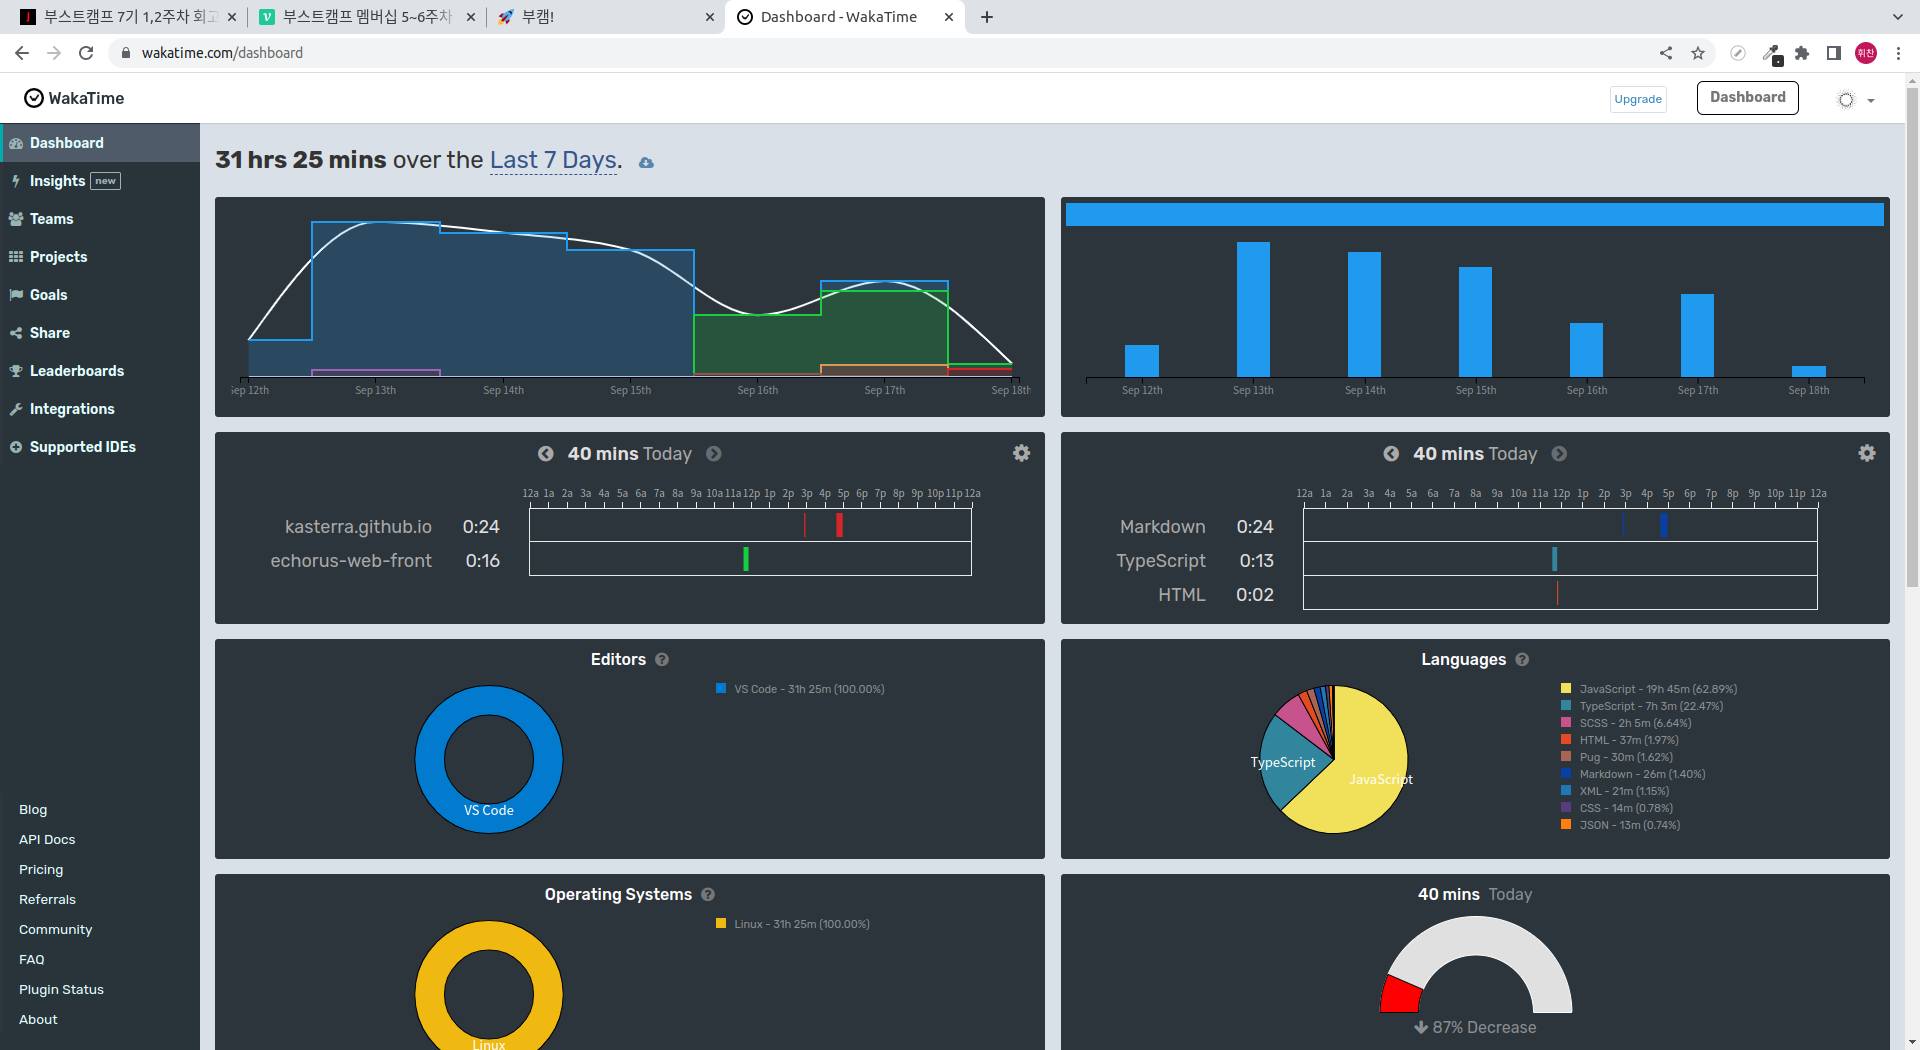 부스트캠프 7기 1,2주차 회고
부스트캠프 멤버십 5~6주차
부캠!
Dashboard - WakaTime
wakatime.com/dashboard
휘찬
WakaTime
Upgrade
Dashboard
Dashboard
Insights new
Teams
Projects
Goals
Share
Leaderboards
Integrations
Supported IDEs
Blog
API Docs
Pricing
Referrals
Community
FAQ
Plugin Status
About
31 hrs 25 mins over the Last 7 Days.
Sep 12th Sep 13th Sep 14th Sep 15th Sep 16th Sep 17th Sep 18th
Sep 12th Sep 13th Sep 14th Sep 15th Sep 16th Sep 17th Sep 18th
40 mins Today
12a 1a 2a 3a 4a 5a 6a 7a 8a 9a 10a 11a 12p 1p 2p 3p 4p 5p 6p 7p 8p 9p 10p 11p 12a
kasterra.github.io 0:24
echorus-web-front 0:16
40 mins Today
12a 1a 2a 3a 4a 5a 6a 7a 8a 9a 10a 11a 12p 1p 2p 3p 4p 5p 6p 7p 8p 9p 10p 11p 12a
Markdown 0:24
TypeScript 0:13
HTML 0:02
Editors ?
VS Code - 31h 25m (100.00%)
VS Code
Languages ?
JavaScript - 19h 45m (62.89%)
TypeScript - 7h 3m (22.47%)
SCSS - 2h 5m (6.64%)
HTML - 37m (1.97%)
Pug - 30m (1.62%)
Markdown - 26m (1.40%)
XML - 21m (1.15%)
CSS - 14m (0.78%)
JSON - 13m (0.74%)
TypeScript
JavaScript
Operating Systems ?
Linux - 31h 25m (100.00%)
Linux
40 mins Today
87% Decrease